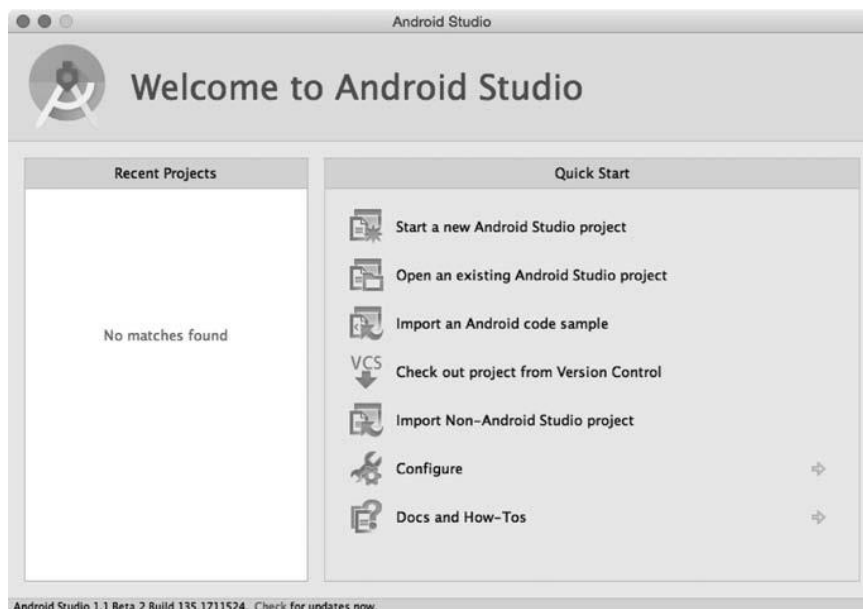 Android Studio
Welcome to Android Studio
Recent Projects
No matches found
Quick Start
Start a new Android Studio project
Open an existing Android Studio project
Import an Android code sample
VCS
Check out project from Version Control
Import Non-Android Studio project
Configure
Docs and How-Tos
Android Studio 1.1 Beta 2 Build 135.1711524. Check for updates now.